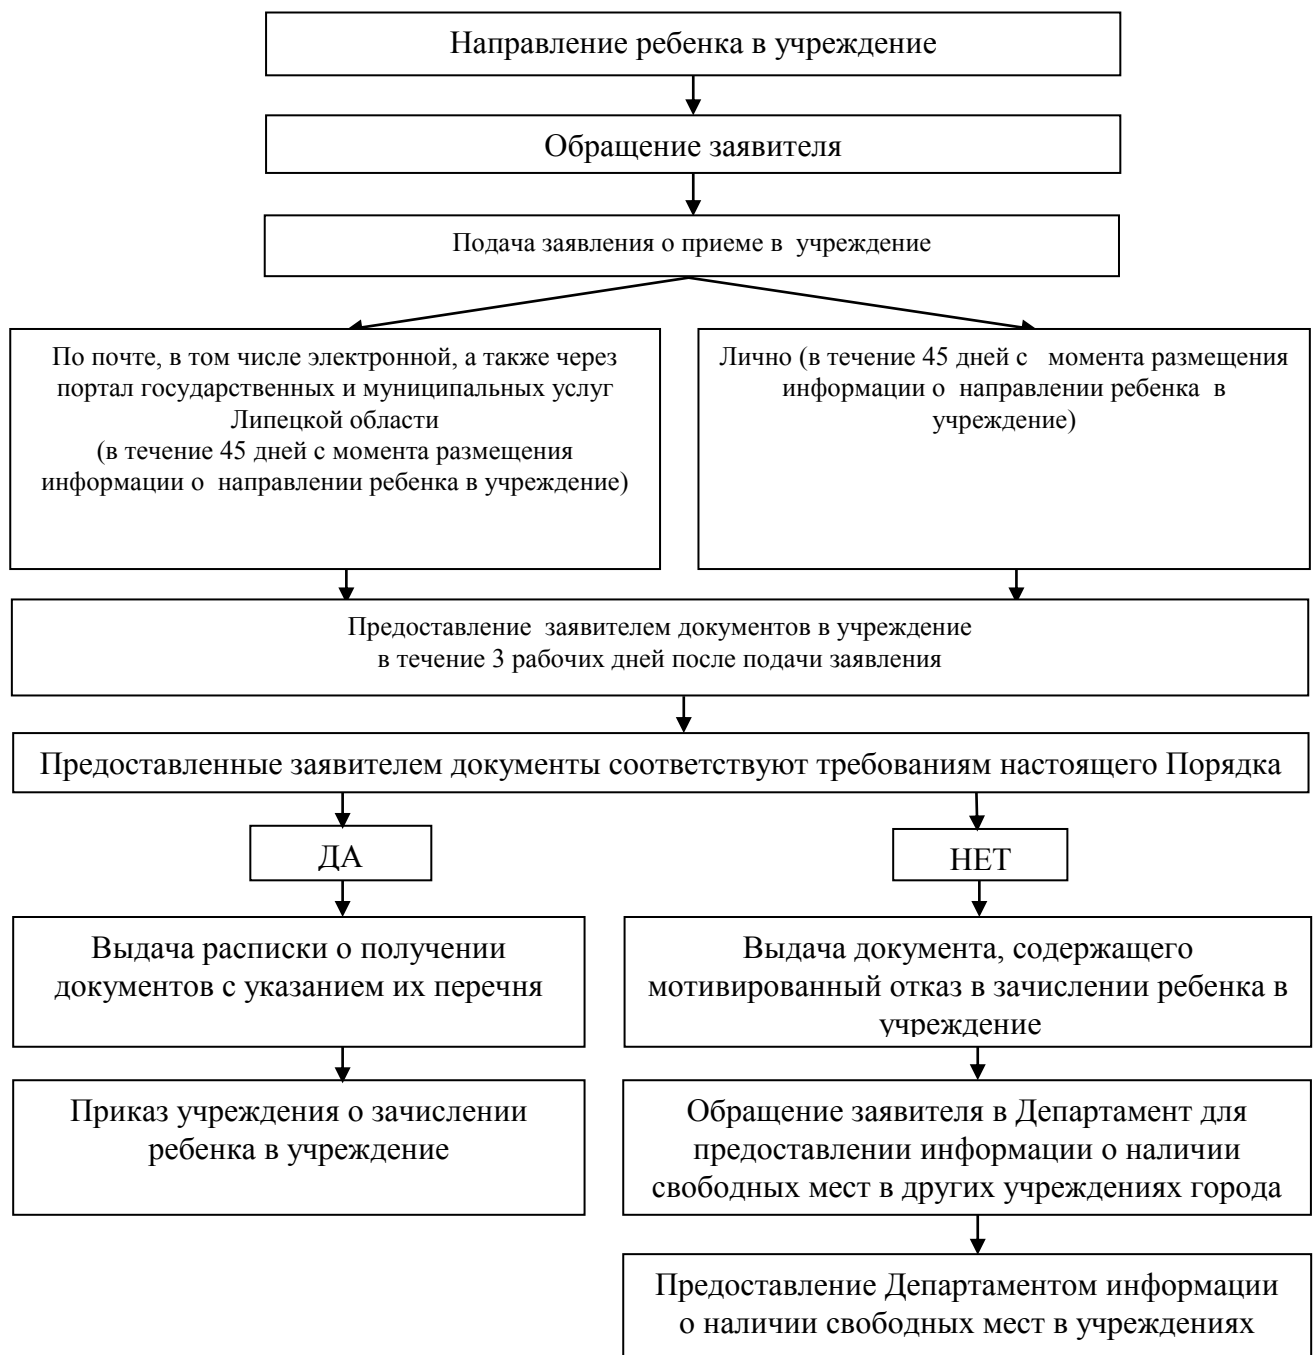 Направление ребенка в учреждение
Обращение заявителя
Подача заявления о приеме в учреждение
По почте, в том числе электронной, а также через
портал государственных и муниципальных услуг
Липецкой области
(в течение 45 дней с момента размещения
информации о направлении ребенка в учреждение)
Лично (в течение 45 дней с момента размещения
информации о направлении ребенка в
учреждение)
Предоставление заявителем документов в учреждение
в течение 3 рабочих дней после подачи заявления
Предоставленные заявителем документы соответствуют требованиям настоящего Порядка
ДА
НЕТ
Выдача расписки о получении
документов с указанием их перечня
Выдача документа, содержащего
мотивированный отказ в зачислении ребенка в
учреждение
Приказ учреждения о зачислении
ребенка в учреждение
Обращение заявителя в Департамент для
предоставлении информации о наличии
свободных мест в других учреждениях города
Предоставление Департаментом информации
о наличии свободных мест в учреждениях